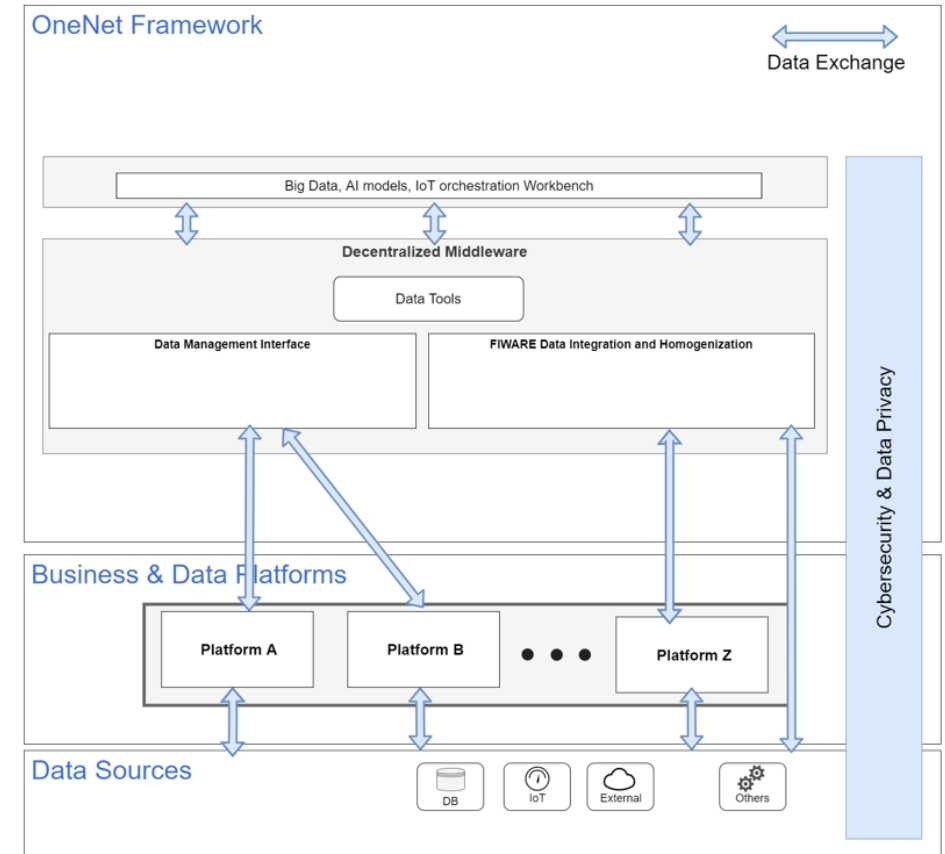 OneNet Framework
Data Exchange
Big Data, AI models, IoT orchestration Workbench
Decentralized Middleware
Data Tools
Data Management Interface
FIWARE Data Integration and Homogenization
Cybersecurity & Data Privacy
Business & Data Platforms
Platform A
Platform B
Platform Z
Data Sources
DB
IoT
External
Others